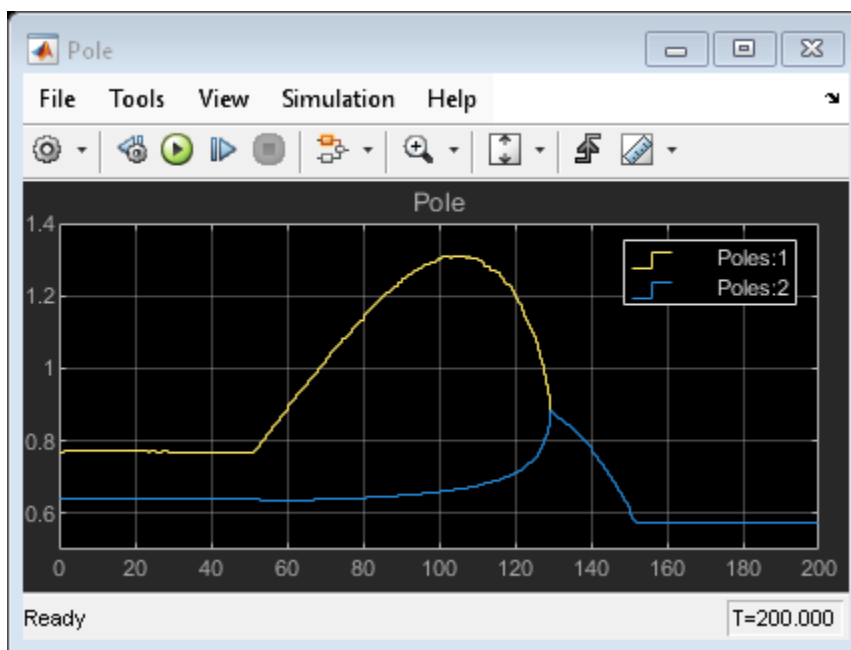 Pole
File Tools View Simulation Help
Pole
Poles:1
Poles:2
1.4
1.2
1
0.8
0.6
0 20 40 60 80 100 120 140 160 180 200
Ready T=200.000